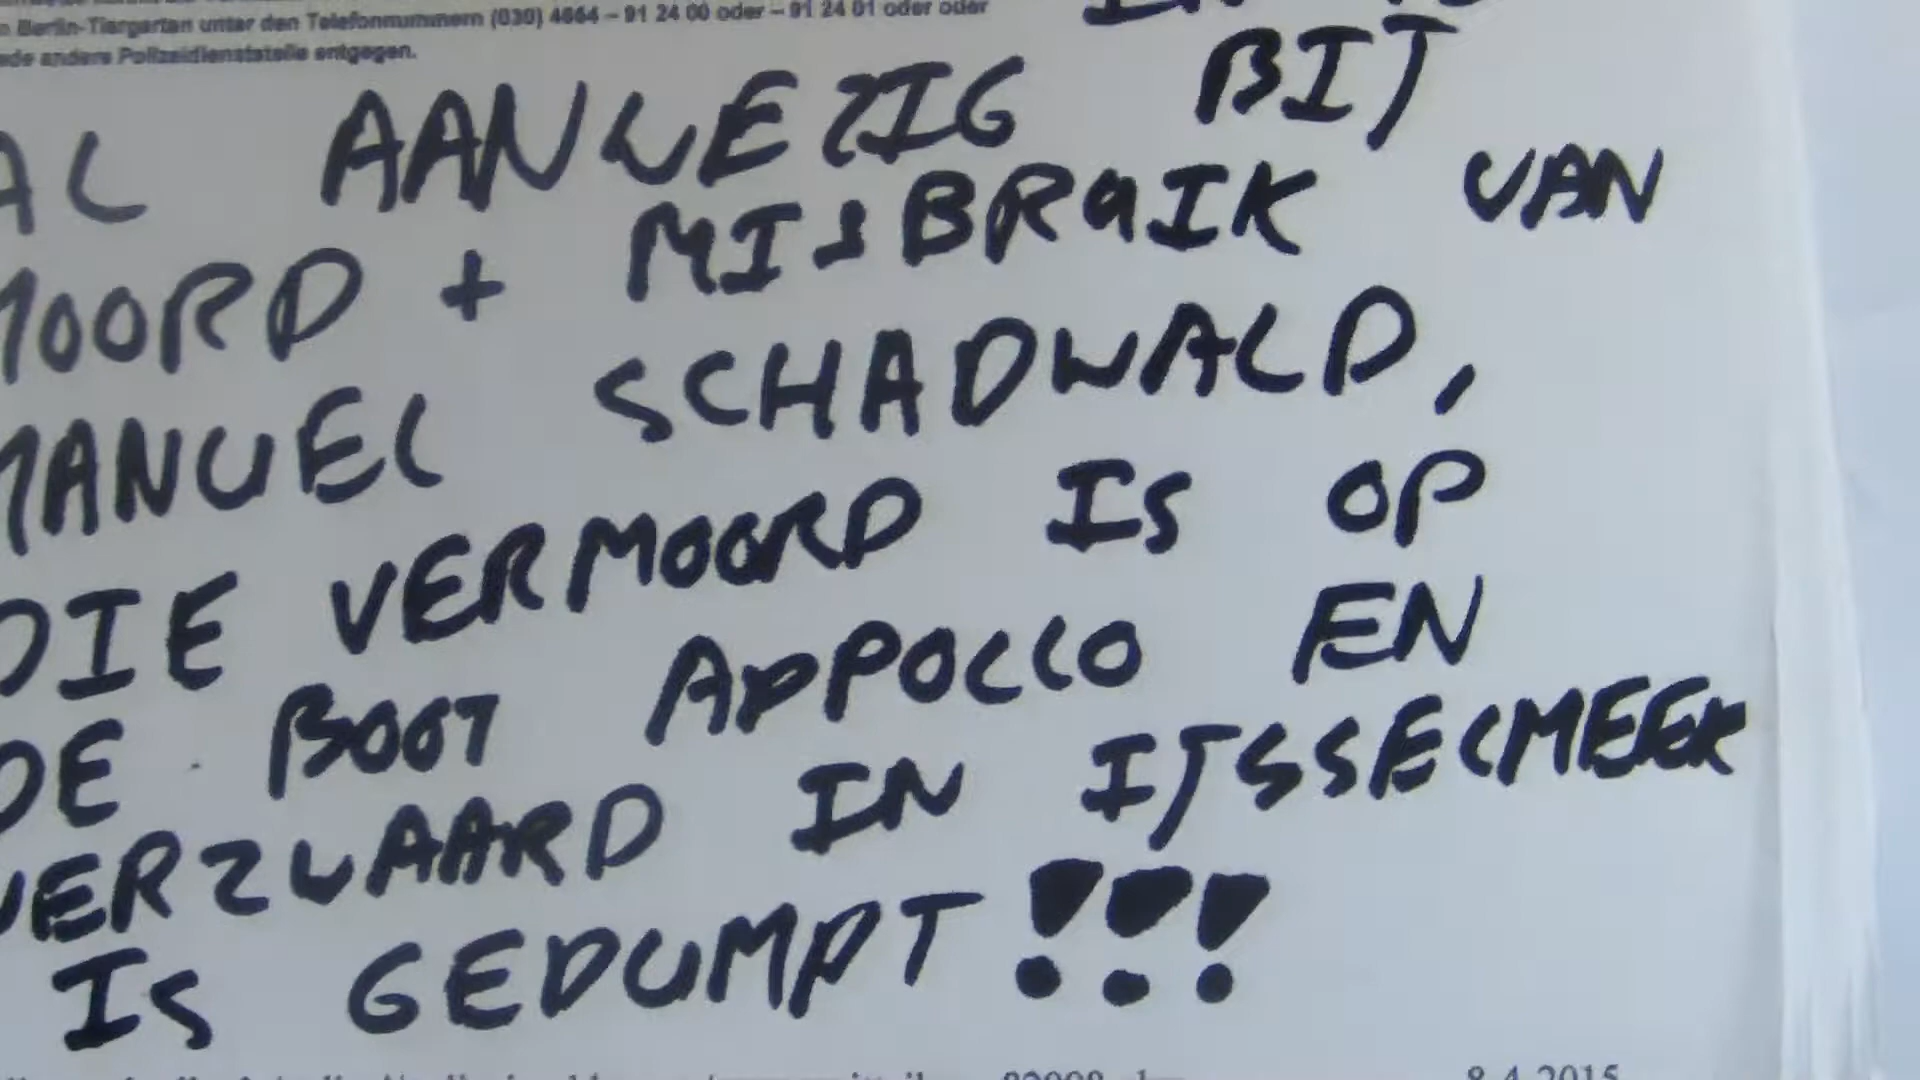 Berlin-Tiergarten unter den Telefonnummern (030) 4664 – 91 24 00 oder – 91 24 01 oder oder
andere Polizeidienststelle entgegen.
BIJ
AL AANWEZIG
MOORD + MISBRUIK VAN
MANUEL SCHADWALD,
DIE VERMOORD IS OP
DE BOOT APPOLLO EN
VERZWAARD IN IJSSELMEER
IS GEDUMPT!!!
8.4.2015